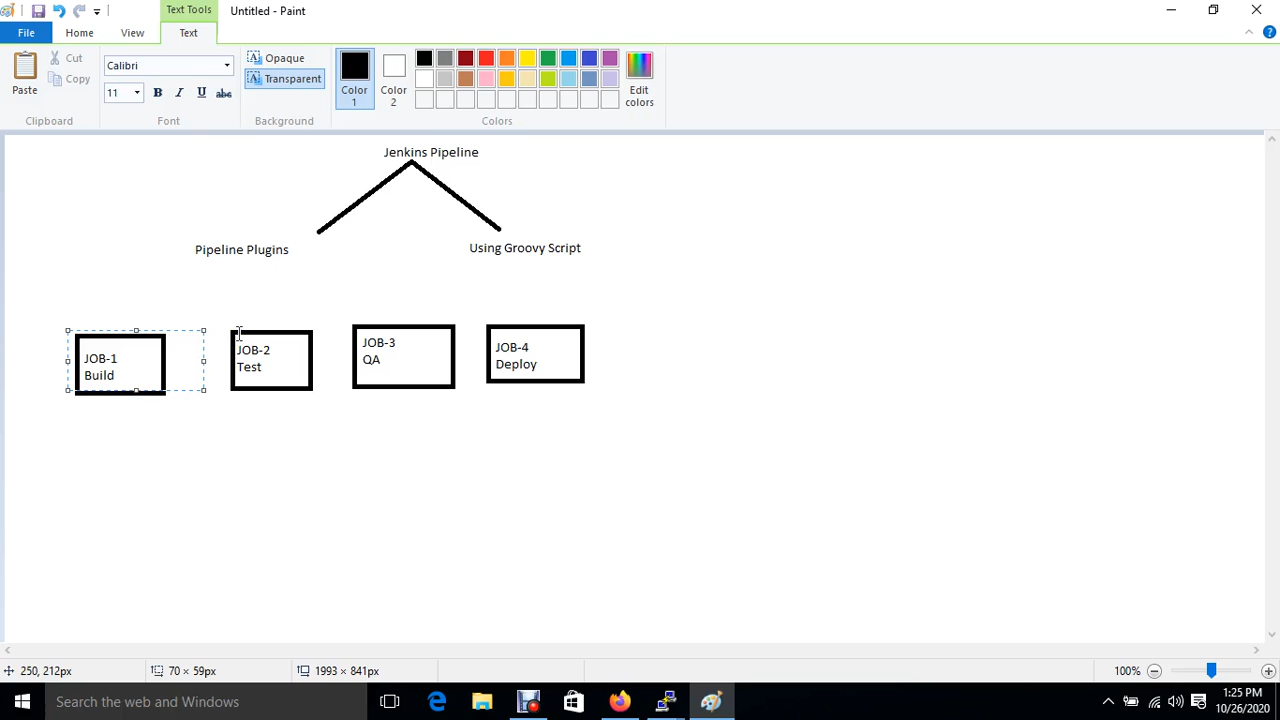 Text Tools
Untitled - Paint
File
Home
View
Text
Paste
Cut
Copy
Clipboard
Calibri
11
B I U abc
Font
Opaque
Transparent
Background
Color 1
Color 2
Edit colors
Colors
Jenkins Pipeline
Pipeline Plugins
Using Groovy Script
JOB-1
Build
JOB-2
Test
JOB-3
QA
JOB-4
Deploy
250, 212px
70 × 59px
1993 × 841px
100%
Search the web and Windows
1:25 PM
10/26/2020